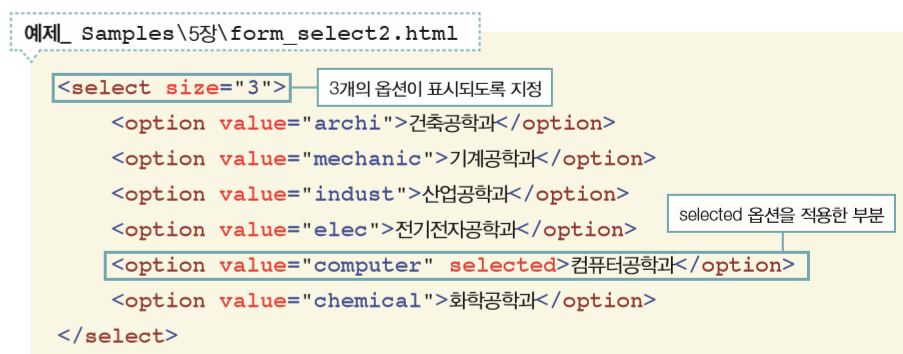 예제_ Samples\5장\form_select2.html
<select size="3"> 3개의 옵션이 표시되도록 지정
<option value="archi">건축공학과</option>
<option value="mechanic">기계공학과</option>
<option value="indust">산업공학과</option>
selected 옵션을 적용한 부분
<option value="elec">전기전자공학과</option>
<option value="computer" selected>컴퓨터공학과</option>
<option value="chemical">화학공학과</option>
</select>